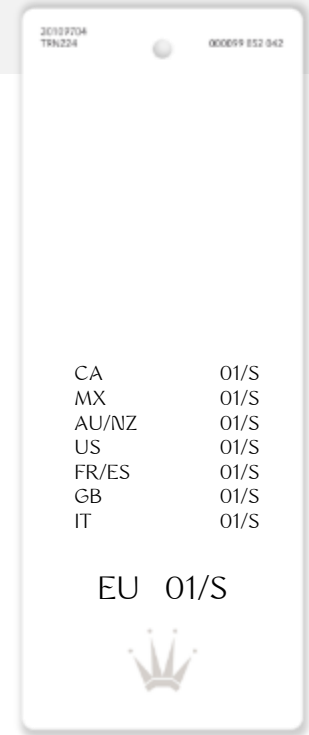 20109704
TRN224
000099 852 042
CA 01/S
MX 01/S
AU/NZ 01/S
US 01/S
FR/ES 01/S
GB 01/S
IT 01/S
EU 01/S